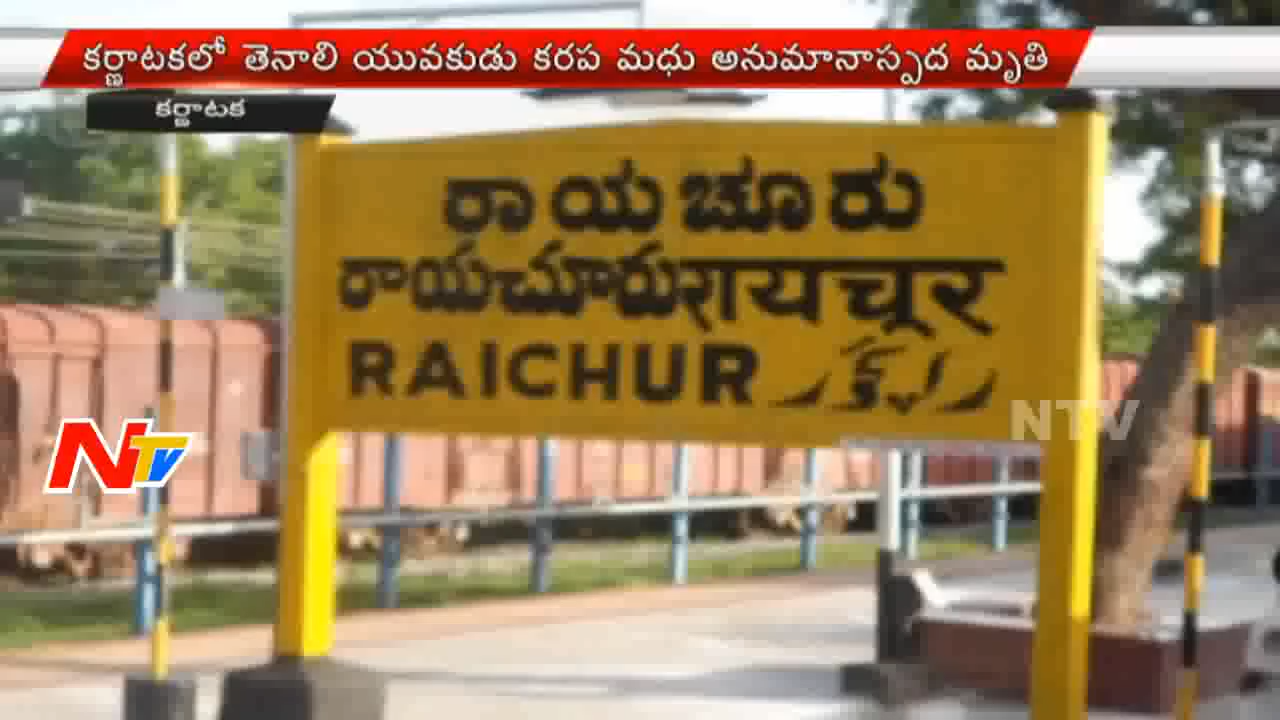 కర్ణాటకలో తెనాలి యువకుడు కరప మధు అనుమానాస్పద మృతి
కర్ణాటక
ರಾಯಚೂರು
రాయచూరు रायचूर
RAICHUR
NTV
NTV